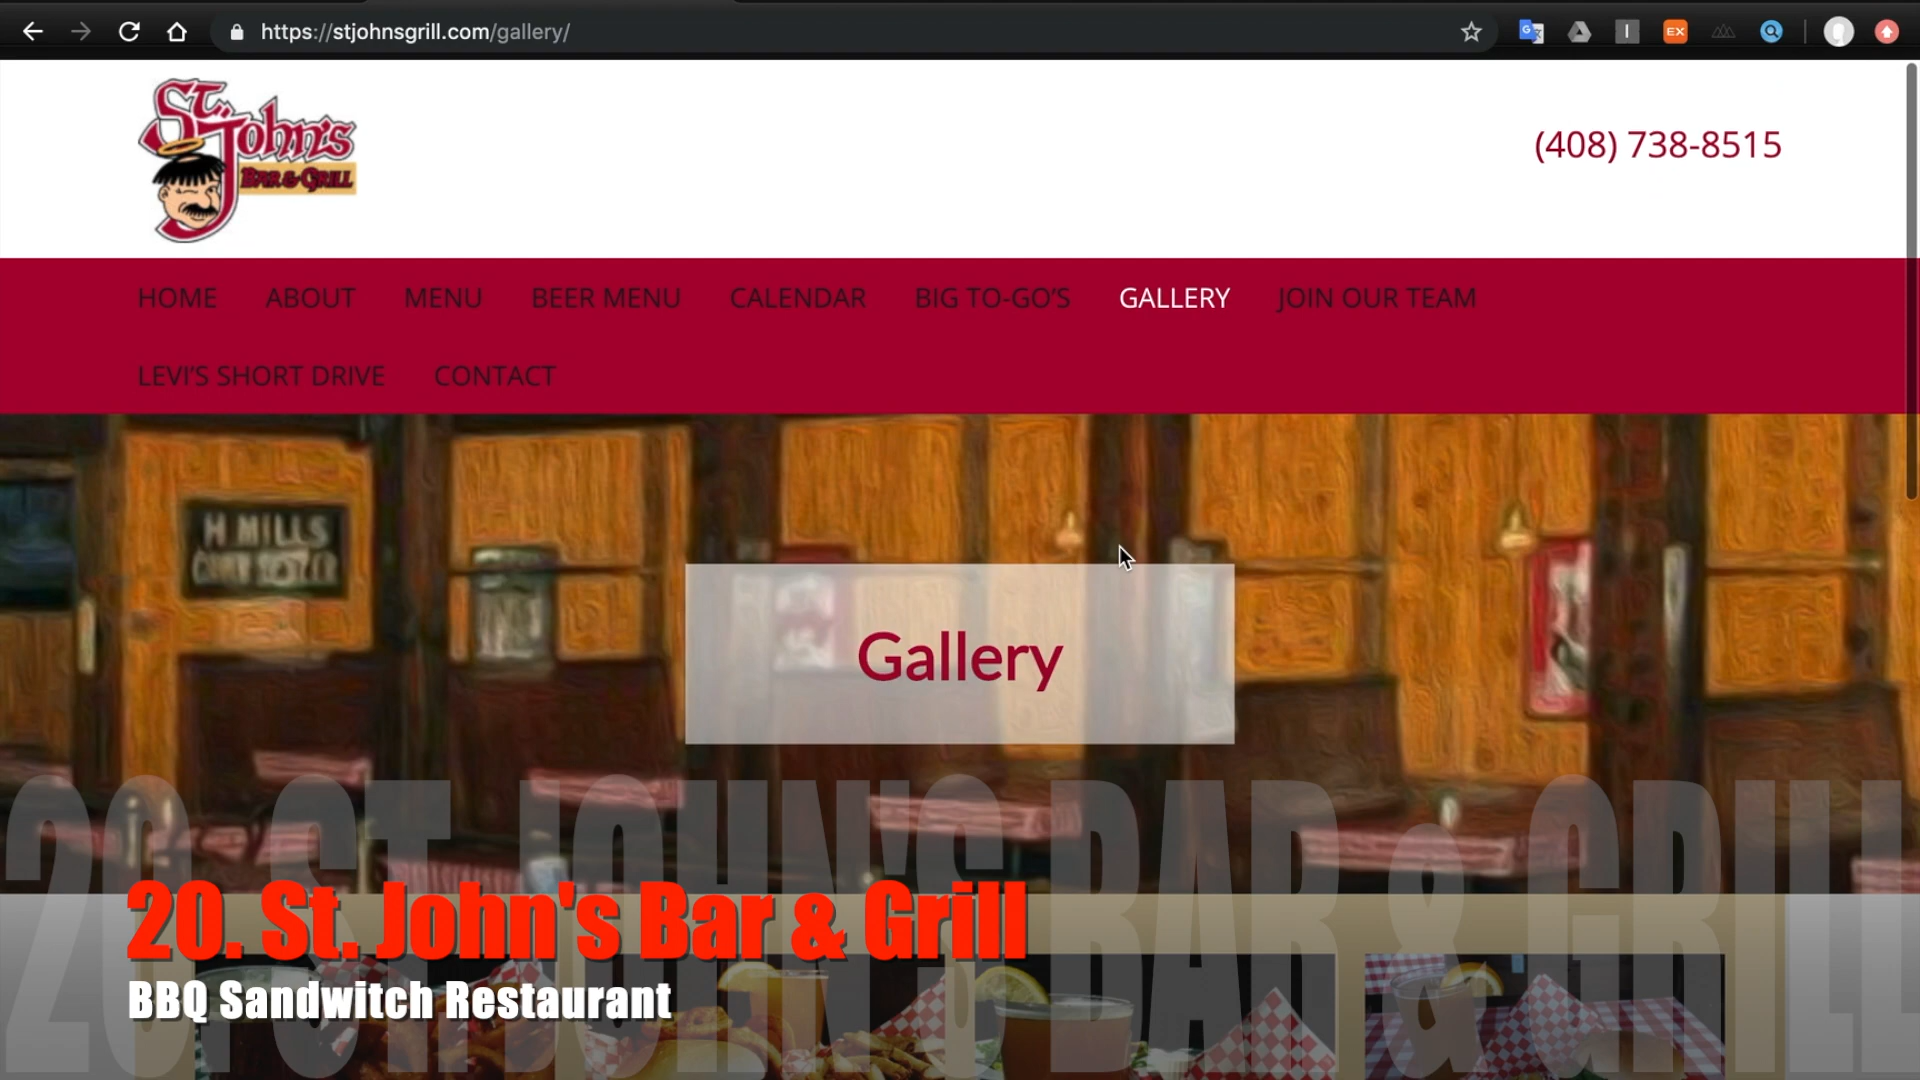 https://stjohnsgrill.com/gallery/
EX
St. John's
BAR & GRILL
(408) 738-8515
HOME ABOUT MENU BEER MENU CALENDAR BIG TO-GO'S GALLERY JOIN OUR TEAM
LEVI'S SHORT DRIVE CONTACT
H MILLS
Gallery
20. ST. JOHN'S BAR & GRILL
20. St. John's Bar & Grill
BBQ Sandwitch Restaurant